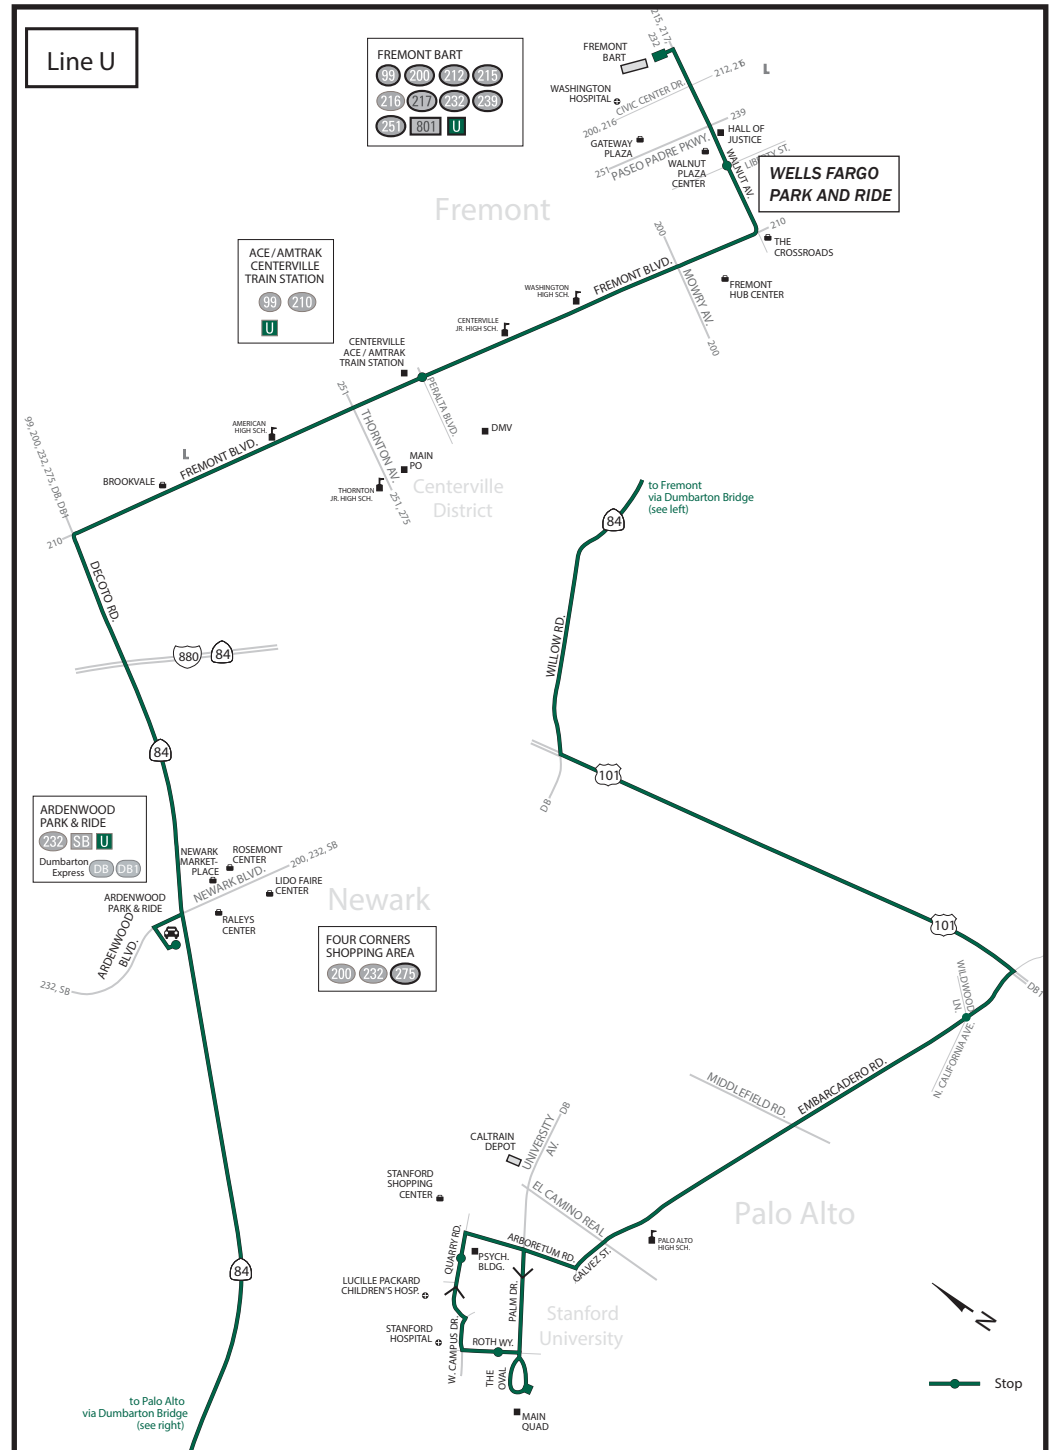 Line U
FREMONT BART
99 200 212 215
216 217 232 239
251 801 U
215, 217,
232
FREMONT
BART
WASHINGTON
HOSPITAL
CIVIC CENTER DR.
212, 216
200, 216
239
GATEWAY
PLAZA
251
PASEO PADRE PKWY.
HALL OF
JUSTICE
WALNUT
PLAZA
CENTER
WALNUT AV.
LIBERTY ST.
WELLS FARGO
PARK AND RIDE
Fremont
200
210
THE
CROSSROADS
ACE/AMTRAK
CENTERVILLE
TRAIN STATION
99 210
U
FREMONT BLVD.
MOWRY AV.
FREMONT
HUB CENTER
WASHINGTON
HIGH SCH.
CENTERVILLE
JR. HIGH SCH.
200
CENTERVILLE
ACE / AMTRAK
TRAIN STATION
251
PERALTA BLVD.
THORNTON AV.
DMV
99, 200, 232, 275, DB, DB1
AMERICAN
HIGH SCH.
FREMONT BLVD.
L
L
BROOKVALE
MAIN
PO
THORNTON
JR. HIGH SCH.
251, 275
Centerville
District
210
to Fremont
via Dumbarton Bridge
(see left)
84
DECOTO RD.
WILLOW RD.
880 84
84
101
DB
ARDENWOOD
PARK & RIDE
232 SB U
Dumbarton
Express DB DB1
NEWARK
MARKET-
PLACE
ROSEMONT
CENTER
200, 232, SB
NEWARK BLVD.
LIDO FAIRE
CENTER
Newark
ARDENWOOD
PARK & RIDE
RALEYS
CENTER
ARDENWOOD
BLVD.
232, SB
FOUR CORNERS
SHOPPING AREA
200 232 275
101
WILDWOOD
LN.
DB1
N. CALIFORNIA AVE.
EMBARCADERO RD.
MIDDLEFIELD RD.
DB
UNIVERSITY
AV.
CALTRAIN
DEPOT
STANFORD
SHOPPING
CENTER
EL CAMINO REAL
Palo Alto
QUARRY RD.
ARBORETUM RD.
PALO ALTO
HIGH SCH.
PSYCH.
BLDG.
GALVEZ ST.
84
LUCILLE PACKARD
CHILDREN'S HOSP.
PALM DR.
Stanford
University
STANFORD
HOSPITAL
W. CAMPUS DR.
ROTH WY.
THE
OVAL
N
Stop
to Palo Alto
via Dumbarton Bridge
(see right)
MAIN
QUAD